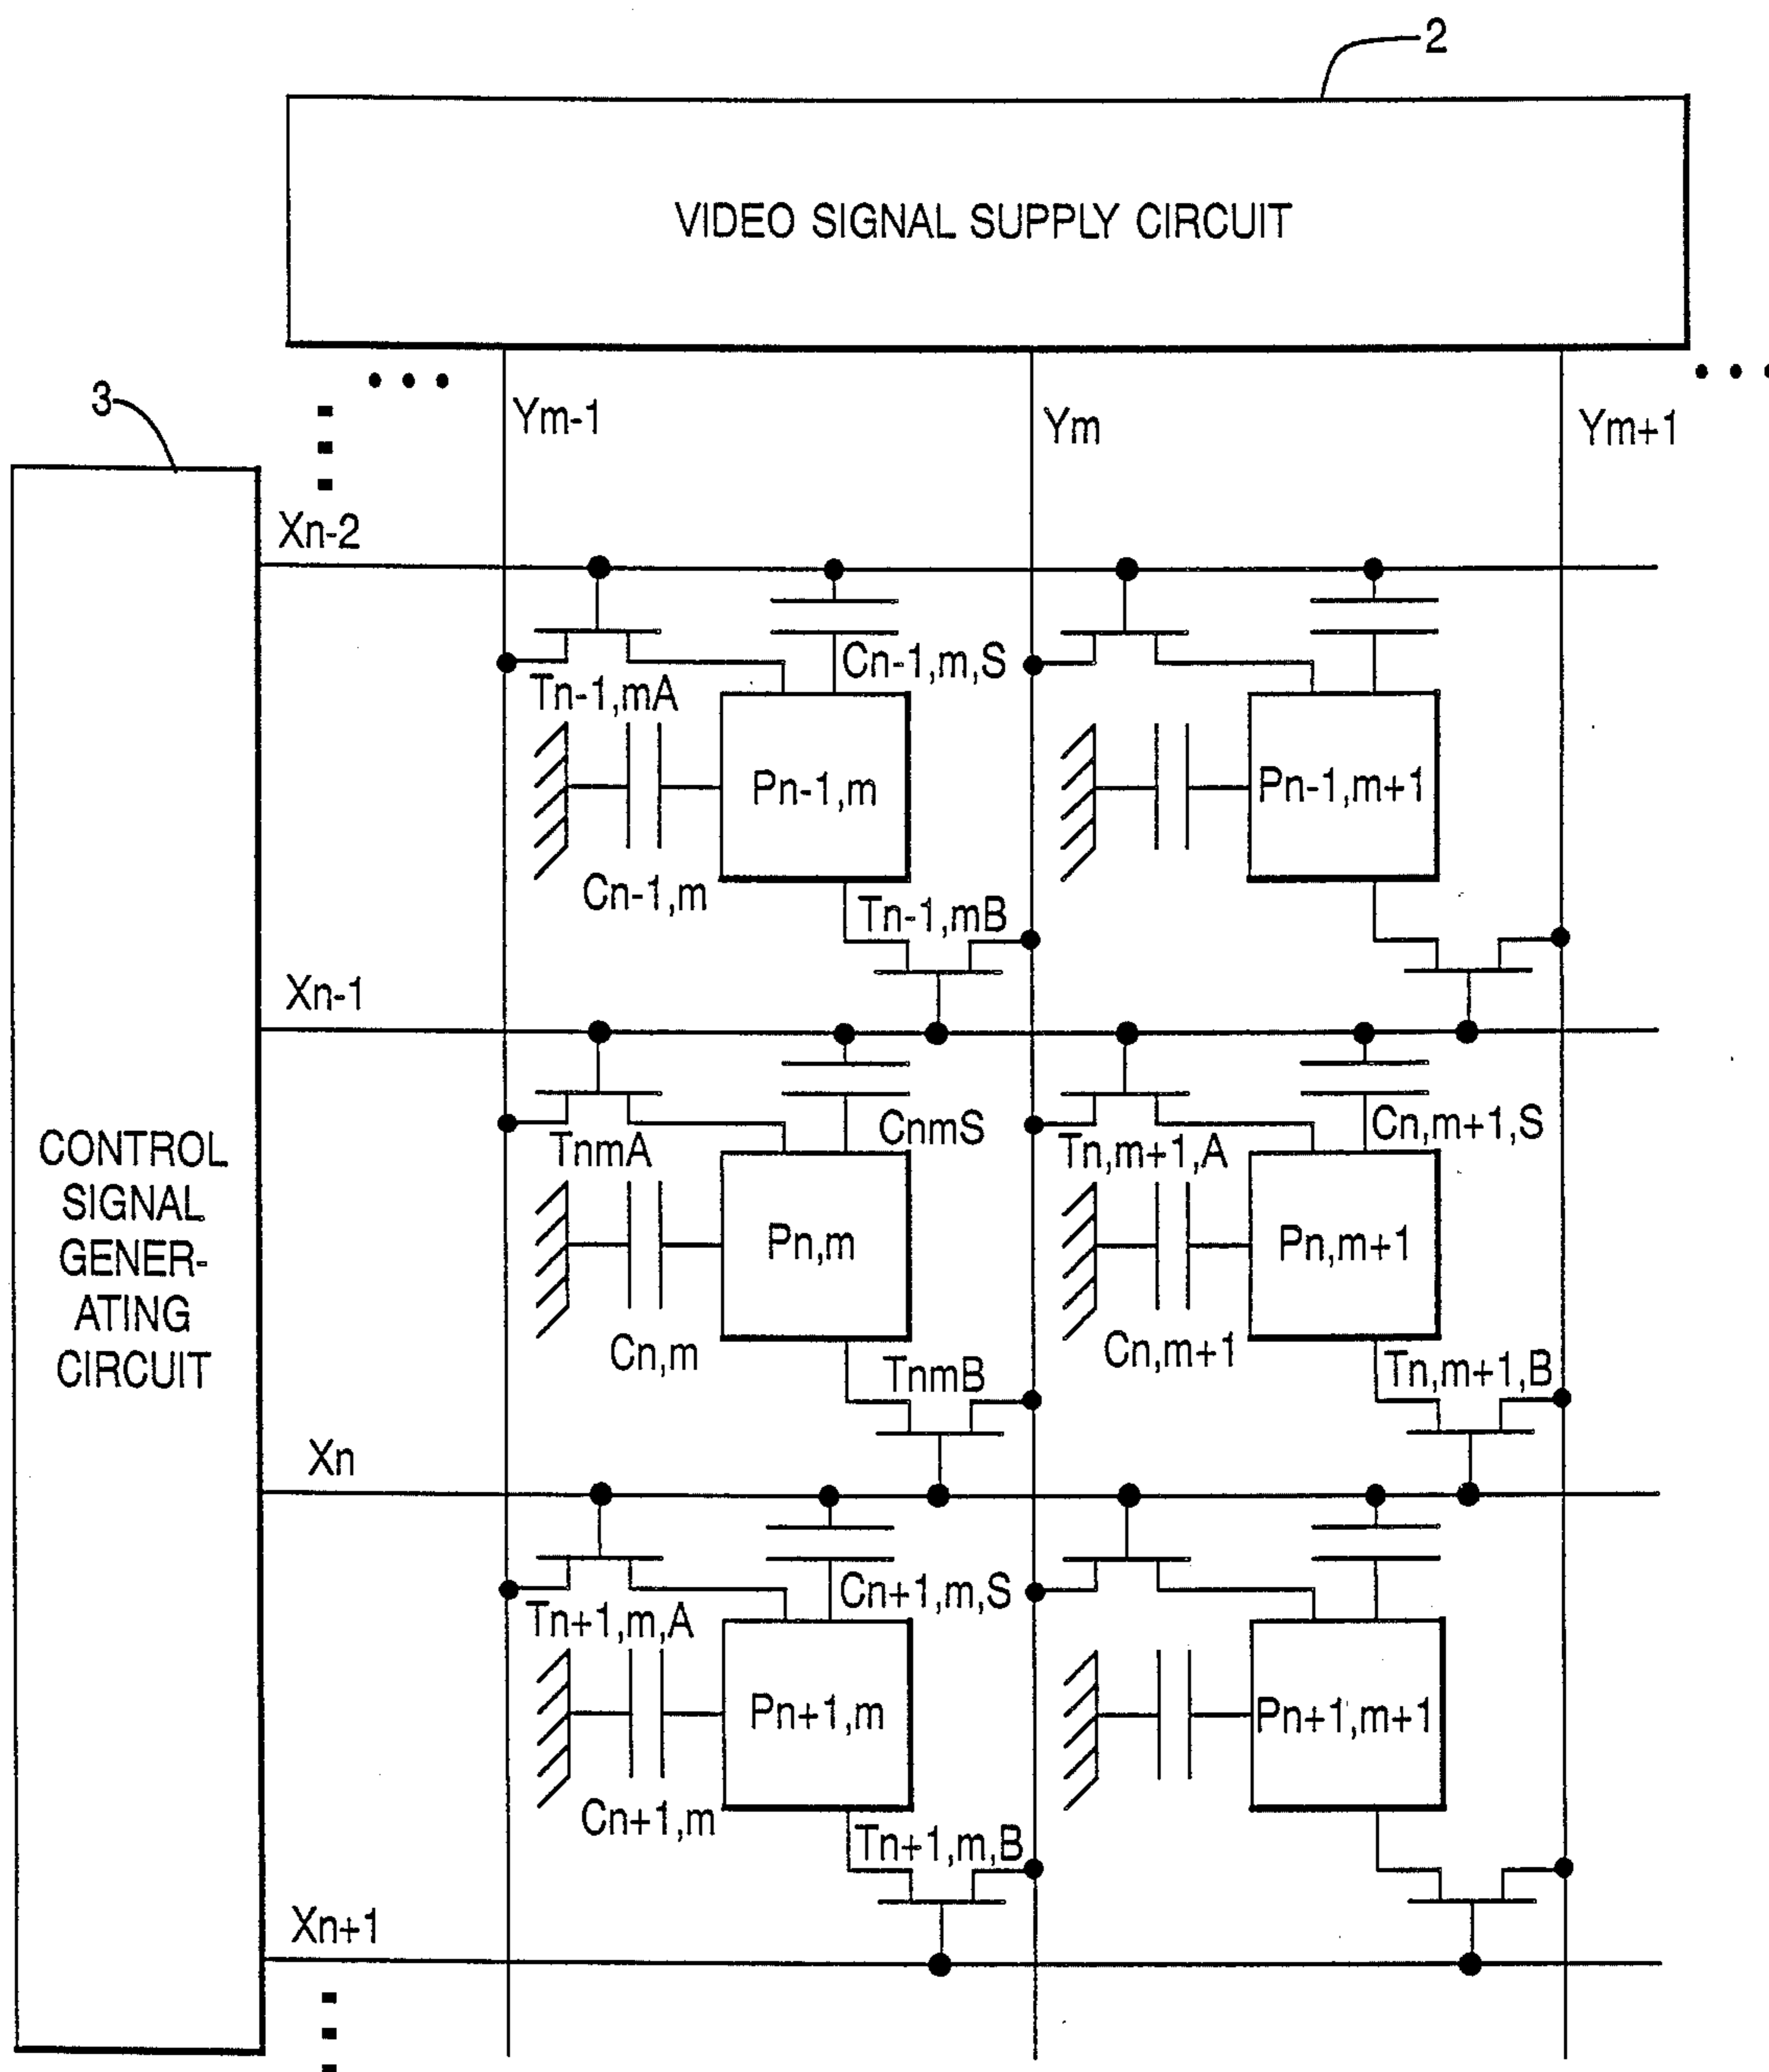 2
VIDEO SIGNAL SUPPLY CIRCUIT
3
Ym-1
Ym
Ym+1
Xn-2
Cn-1,m,S
Tn-1,mA
Pn-1,m
Pn-1,m+1
Cn-1,m
Tn-1,mB
Xn-1
CnmS
Cn,m+1,S
TnmA
Tn,m+1,A
CONTROL
SIGNAL
GENER-
ATING
CIRCUIT
Pn,m
Pn,m+1
Cn,m
Cn,m+1
TnmB
Tn,m+1,B
Xn
Cn+1,m,S
Tn+1,m,A
Pn+1,m
Pn+1,m+1
Cn+1,m
Tn+1,m,B
Xn+1